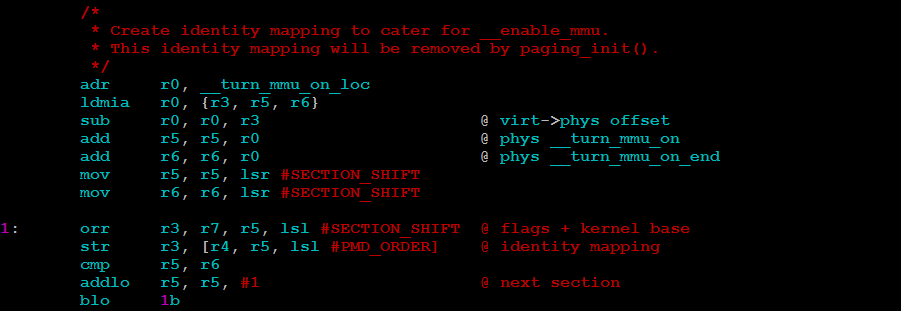 /*
* Create identity mapping to cater for __enable_mmu.
* This identity mapping will be removed by paging_init().
*/
adr r0, __turn_mmu_on_loc
ldmia r0, {r3, r5, r6}
sub r0, r0, r3 @ virt->phys offset
add r5, r5, r0 @ phys __turn_mmu_on
add r6, r6, r0 @ phys __turn_mmu_on_end
mov r5, r5, lsr #SECTION_SHIFT
mov r6, r6, lsr #SECTION_SHIFT
1: orr r3, r7, r5, lsl #SECTION_SHIFT @ flags + kernel base
str r3, [r4, r5, lsl #PMD_ORDER] @ identity mapping
cmp r5, r6
addlo r5, r5, #1 @ next section
blo 1b